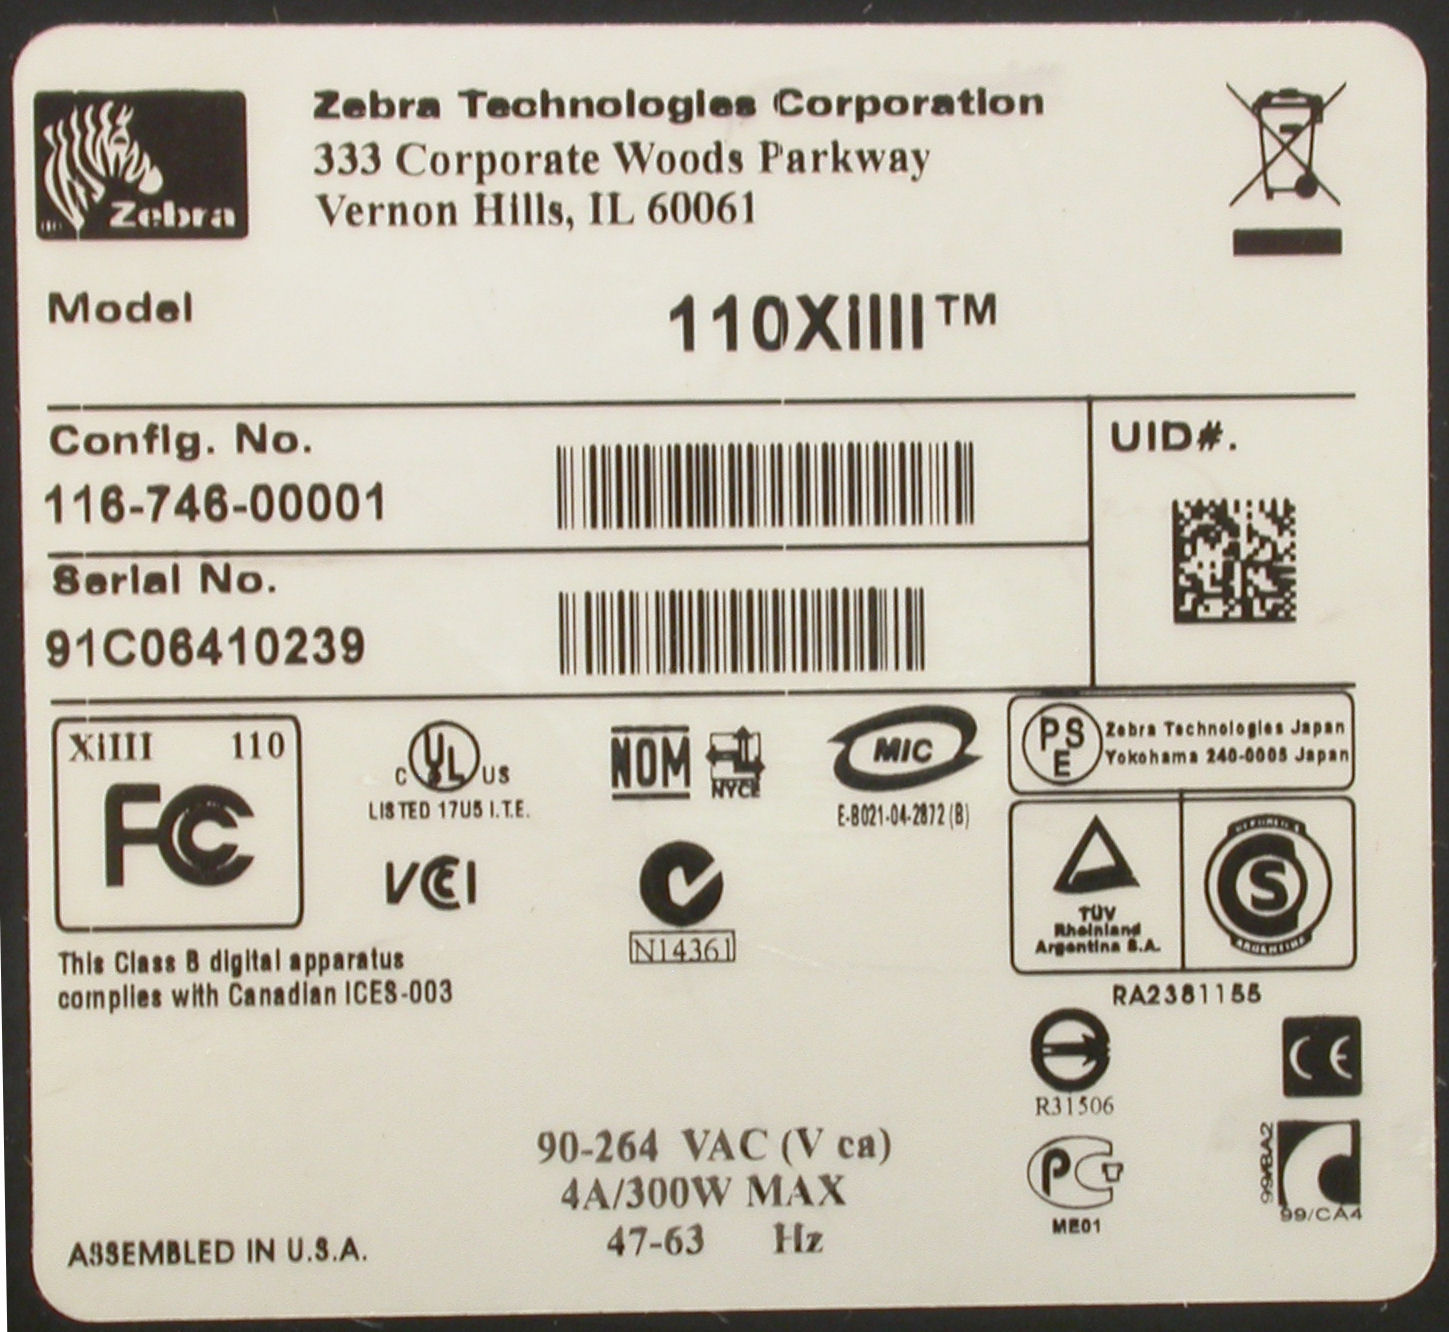 Zebra
Zebra Technologies Corporation
333 Corporate Woods Parkway
Vernon Hills, IL 60061
Model
110XiIII™
Config. No.
116-746-00001
UID#.
Serial No.
91C06410239
XiIII 110
FC
C UL US
LISTED 17U5 I.T.E.
VCCI
NOM
NYCE
N14361
MIC
E-B021-04-2872 (B)
PSE
Zebra Technologies Japan
Yokohama 240-0005 Japan
TÜV
Rheinland
Argentina S.A.
S
ARGENTINA
RA2381155
This Class B digital apparatus
complies with Canadian ICES-003
R31506
CE
ME01
99/CA4
90-264 VAC (V ca)
4A/300W MAX
47-63 Hz
ASSEMBLED IN U.S.A.